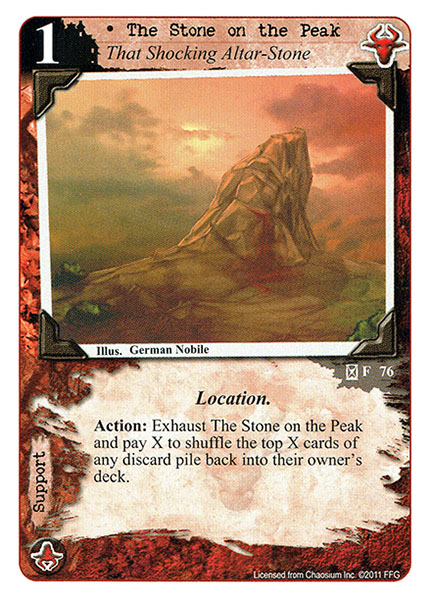 1
• The Stone on the Peak
That Shocking Altar-Stone
Illus. German Nobile
F 76
Location.
Action: Exhaust The Stone on the Peak
and pay X to shuffle the top X cards of
any discard pile back into their owner's
deck.
Support
Licensed from Chaosium Inc. ©2011 FFG